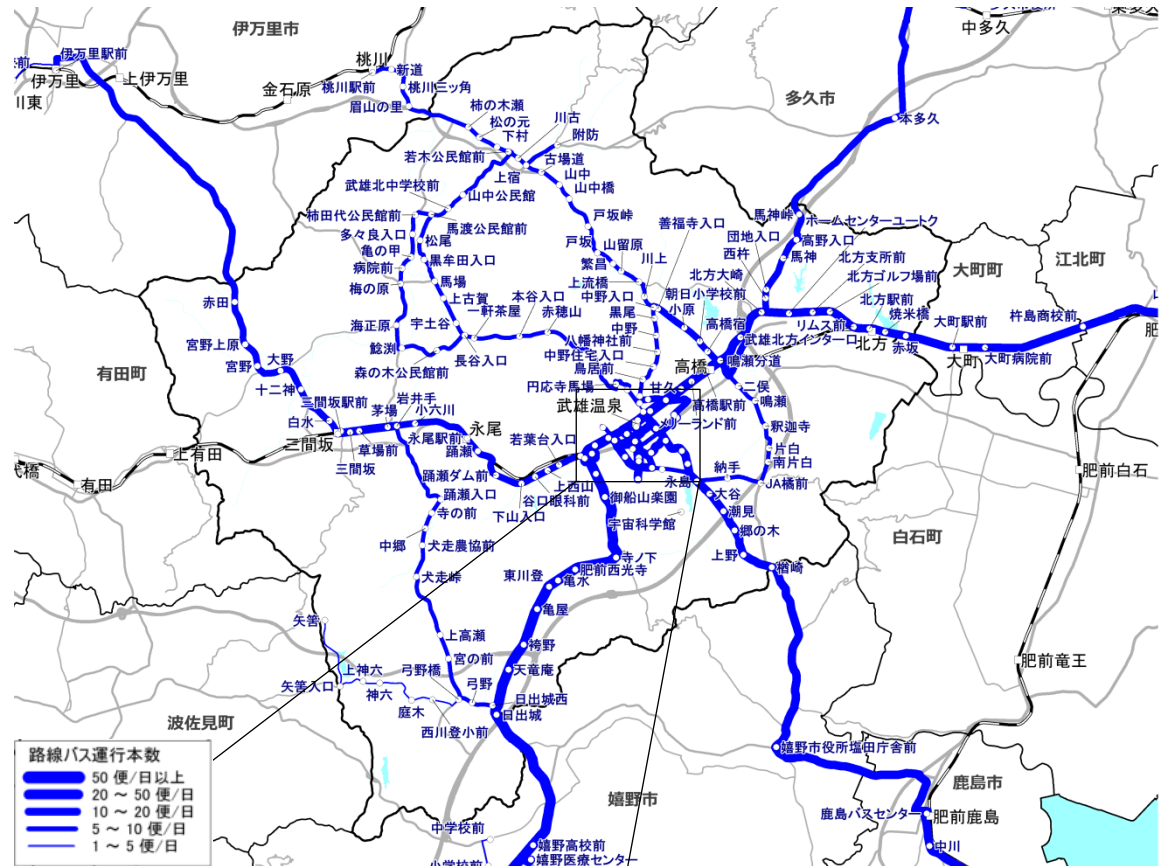 伊万里市
多久市
大町町
江北町
有田町
白石町
波佐見町
嬉野市
鹿島市
伊万里駅前
伊万里
上伊万里
川東
金石原
桃川
桃川駅前
新道
桃川三ッ角
眉山の里
柿の木瀬
松の元
下村
川古
附防
若木公民館前
上宿
古場道
山中
山中橋
山中公民館
武雄北中学校前
柿田代公民館前
馬渡公民館前
多々良入口
松尾
亀の甲
黒牟田入口
病院前
梅の原
馬場
上古賀
海正原
宇土谷
一軒茶屋
本谷入口
赤穂山
鯰渕
長谷入口
森の木公民館前
戸坂峠
戸坂
山留原
繁昌
川上
上流橋
善福寺入口
中野入口
黒尾
小原
朝日小学校前
中野
八幡神社前
中野住宅入口
鳥居前
円応寺馬場
甘久
武雄温泉
高橋
高橋駅前
高橋宿
武雄北方インター口
鳴瀬分道
メリーランド前
二俣
鳴瀬
釈迦寺
片白
南片白
JA橘前
納手
永島
大谷
潮見
郷の木
上野
楢崎
宇宙科学館
御船山楽園
中多久
本多久
馬神峠
ホームセンターユートク
団地入口
高野入口
西杵
馬神
北方支所前
北方大崎
北方ゴルフ場前
北方駅前
焼米橋
リムス前
北方
赤坂
大町駅前
大町
大町病院前
杵島商校前
肥前白石
肥前竜王
赤田
宮野上原
宮野
大野
十二神
三間坂駅前
白水
三間坂
三間坂
草場前
茅場
岩井手
小六川
永尾
永尾駅前
踊瀬
踊瀬ダム前
若葉台入口
上西山
谷口眼科前
下山入口
踊瀬入口
寺の前
中郷
犬走農協前
犬走峠
上高瀬
宮の前
弓野橋
弓野
日出城西
日出城
西川登小前
庭木
神六
上神六
矢筈入口
矢筈
上有田
有田
寺ノ下
肥前西光寺
東川登
亀水
亀屋
袴野
天竜庵
嬉野市役所塩田庁舎前
鹿島バスセンター
肥前鹿島
中川
中学校前
嬉野高校前
嬉野医療センター
路線バス運行本数
50 便/日以上
20 ～ 50 便/日
10 ～ 20 便/日
5 ～ 10 便/日
1 ～ 5 便/日